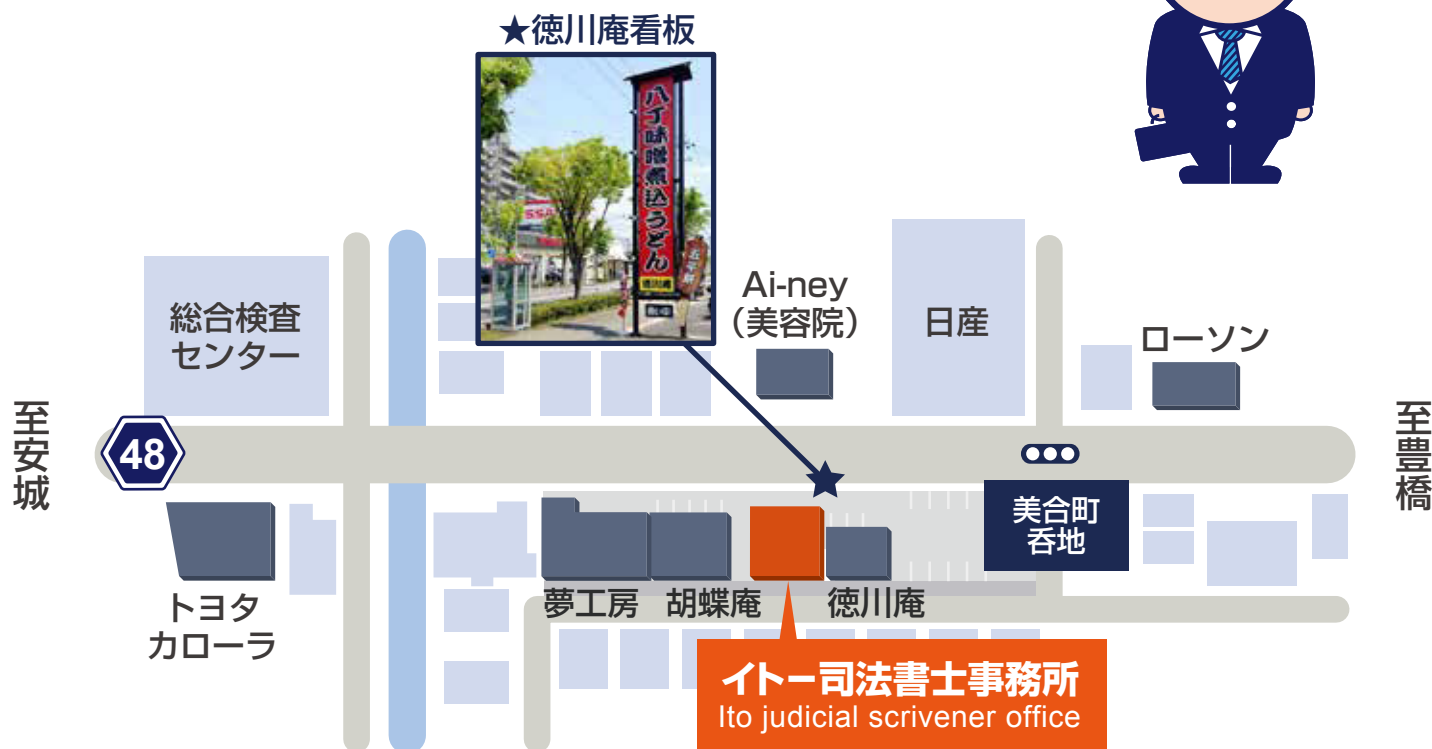 ★徳川庵看板
八丁味噌煮込うどん
徳川庵
Ai-ney
（美容院）
日産
ローソン
総合検査
センター
至安城
48
至豊橋
美合町
呑地
トヨタ
カローラ
夢工房
胡蝶庵
徳川庵
イトー司法書士事務所
Ito judicial scrivener office